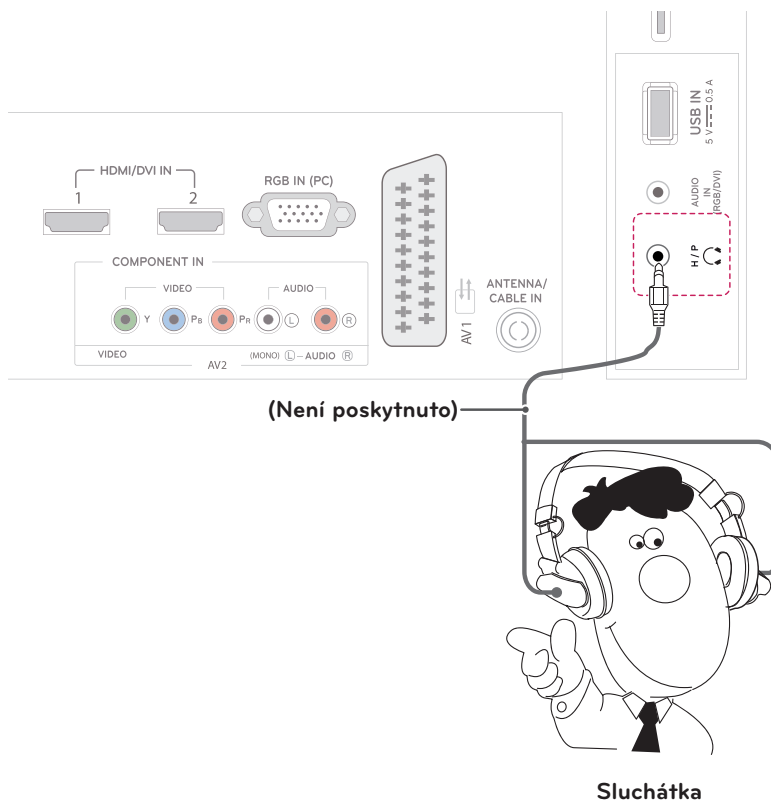 USB IN
5 V 0.5 A
AUDIO
IN
(RGB/DVI)
H / P
HDMI/DVI IN
1
2
RGB IN (PC)
COMPONENT IN
VIDEO
AUDIO
Y
PB
PR
L
R
VIDEO
AV2
(MONO) L – AUDIO R
AV1
ANTENNA/
CABLE IN
(Není poskytnuto)
Sluchátka